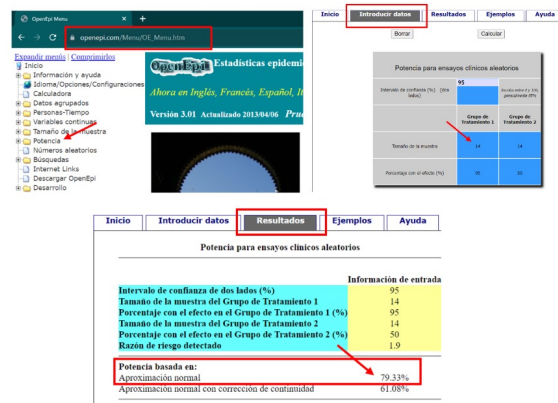 OpenEpi Menu
openepi.com/Menu/OE_Menu.htm
Expandir menús | Comprimirlos
Inicio
Información y ayuda
Idioma/Opciones/Configuraciones
Calculadora
Datos agrupados
Personas-Tiempo
Variables continuas
Tamaño de la muestra
Potencia
Números aleatorios
Búsquedas
Internet Links
Descargar OpenEpi
Desarrollo
OpenEpi Estadísticas epidemi
Ahora en Inglés, Francés, Español, It
Versión 3.01 Actualizado 2013/04/06 Prue
Inicio Introducir datos Resultados Ejemplos Ayuda
Borrar Calcular
Potencia para ensayos clínicos aleatorios
95
Intervalo de confianza (%) (dos lados)
Grupo de Tratamiento 1 Grupo de Tratamiento 2
Tamaño de la muestra 14 14
Porcentaje con el efecto (%) 95 50
Inicio Introducir datos Resultados Ejemplos Ayuda
Potencia para ensayos clínicos aleatorios
Información de entrada
Intervalo de confianza de dos lados (%) 95
Tamaño de la muestra del Grupo de Tratamiento 1 14
Porcentaje con el efecto en el Grupo de Tratamiento 1 (%) 95
Tamaño de la muestra del Grupo de Tratamiento 2 14
Porcentaje con el efecto en el Grupo de Tratamiento 2 (%) 50
Razón de riesgo detectado 1.9
Potencia basada en:
Aproximación normal 79.33%
Aproximación normal con corrección de continuidad 61.08%